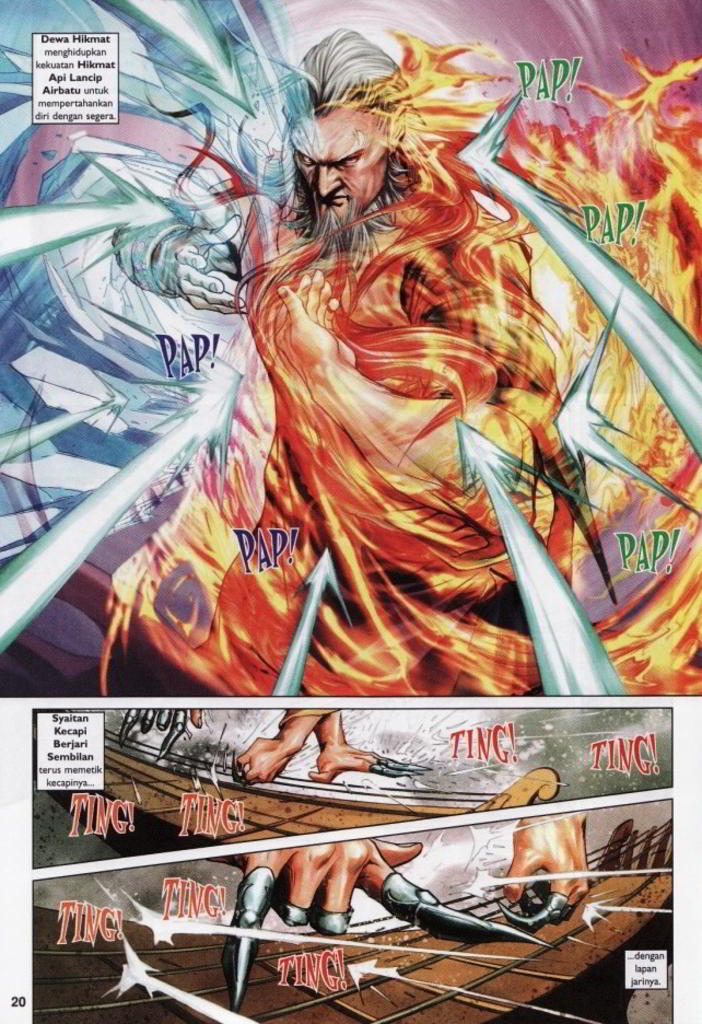 Dewa Hikmat
menghidupkan
kekuatan Hikmat
Api Lancip
Airbatu untuk
mempertahankan
diri dengan segera.
PAP!
PAP!
PAP!
PAP!
PAP!
Syaitan
Kecapi
Berjari
Sembilan
terus memetik
kecapinya...
TING!
TING!
TING!
TING!
TING!
TING!
TING!
...dengan
lapan
jarinya.
20